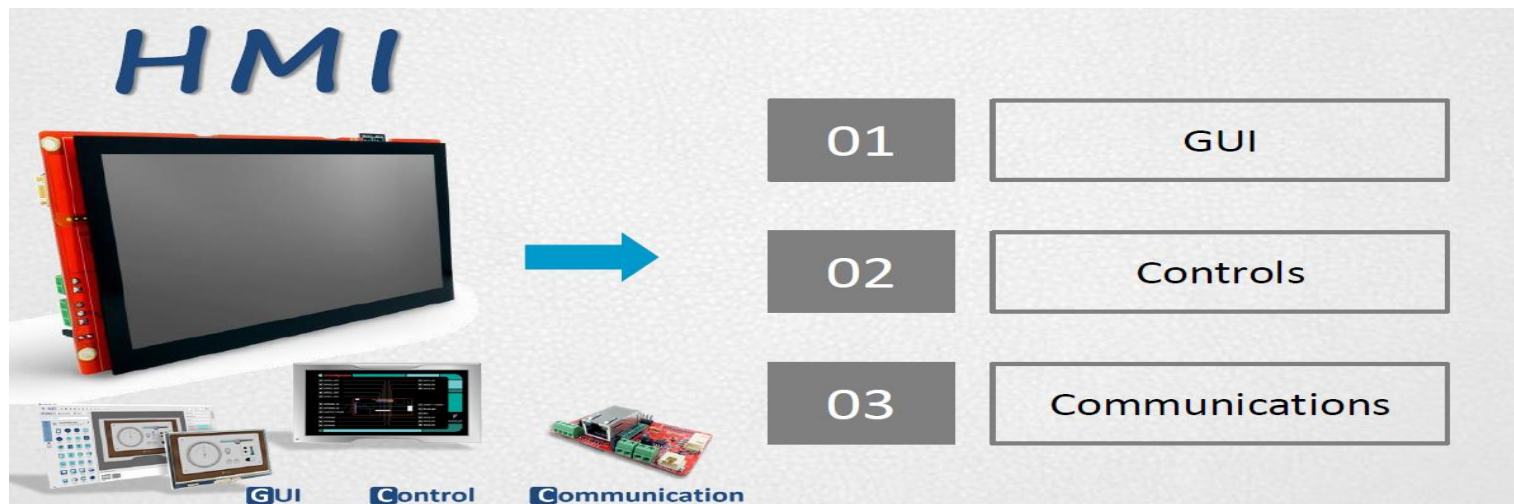 HMI
01
GUI
02
Controls
03
Communications
GUI
Control
Communication